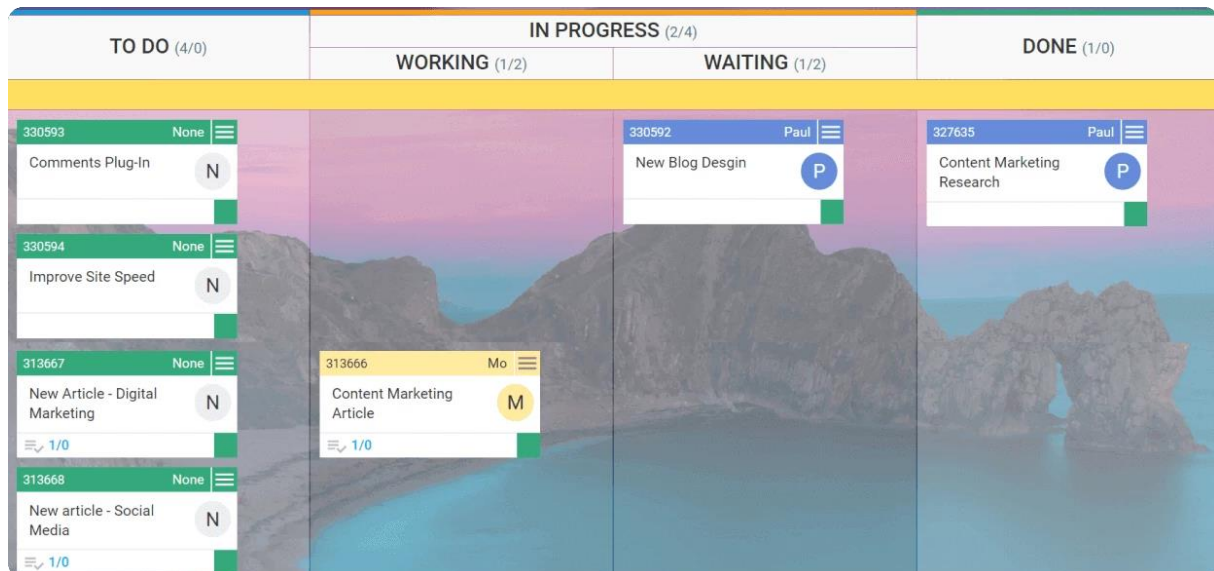 TO DO (4/0)
IN PROGRESS (2/4)
WORKING (1/2)
WAITING (1/2)
DONE (1/0)
330593 None
Comments Plug-In
N
330594 None
Improve Site Speed
N
313667 None
New Article - Digital
Marketing
N
1/0
313668 None
New article - Social
Media
N
1/0
313666 Mo
Content Marketing
Article
M
1/0
330592 Paul
New Blog Desgin
P
327635 Paul
Content Marketing
Research
P